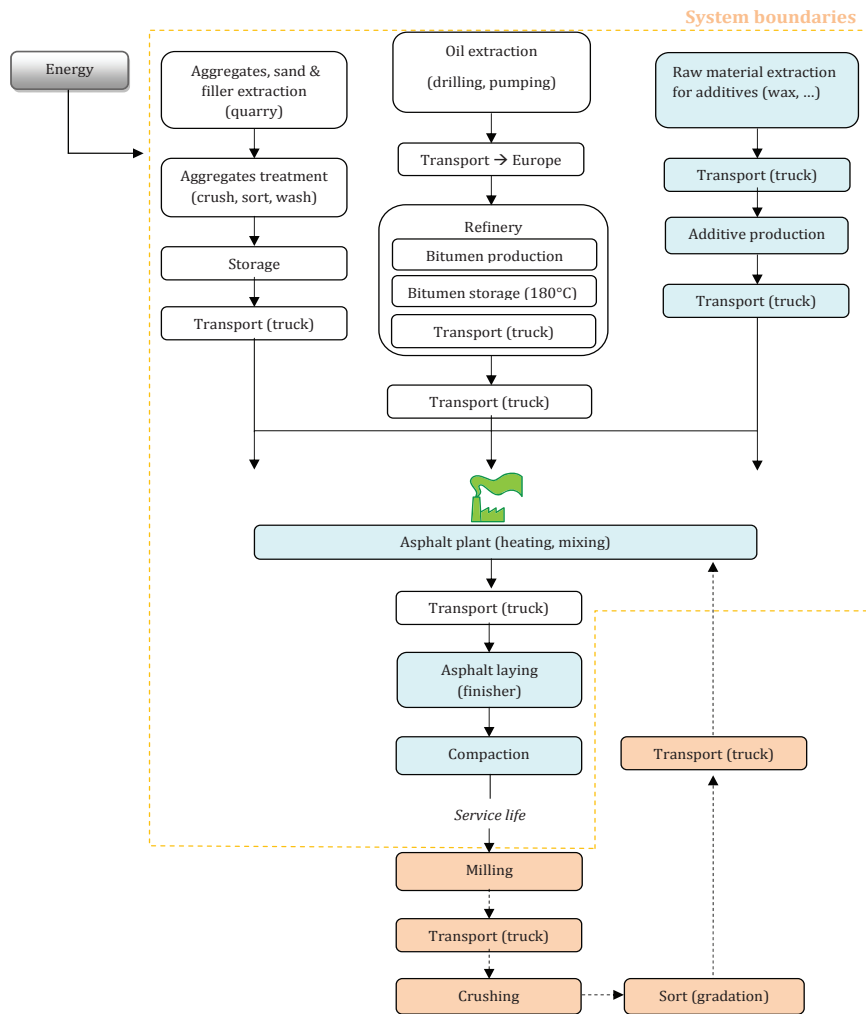 System boundaries
Energy
Aggregates, sand &
filler extraction
(quarry)
Aggregates treatment
(crush, sort, wash)
Storage
Transport (truck)
Oil extraction
(drilling, pumping)
Transport → Europe
Refinery
Bitumen production
Bitumen storage (180°C)
Transport (truck)
Transport (truck)
Raw material extraction
for additives (wax, ...)
Transport (truck)
Additive production
Transport (truck)
Asphalt plant (heating, mixing)
Transport (truck)
Asphalt laying
(finisher)
Compaction
Service life
Milling
Transport (truck)
Crushing
Sort (gradation)
Transport (truck)